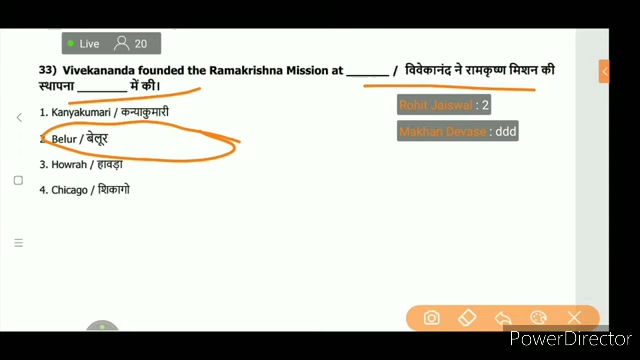 Live 20
33) Vivekananda founded the Ramakrishna Mission at ______ / विवेकानंद ने रामकृष्ण मिशन की
स्थापना _______ में की।
Rohit Jaiswal : 2
1. Kanyakumari / कन्याकुमारी
Makhan Devase : ddd
2. Belur / बेलूर
3. Howrah / हावड़ा
4. Chicago / शिकागो
PowerDirector